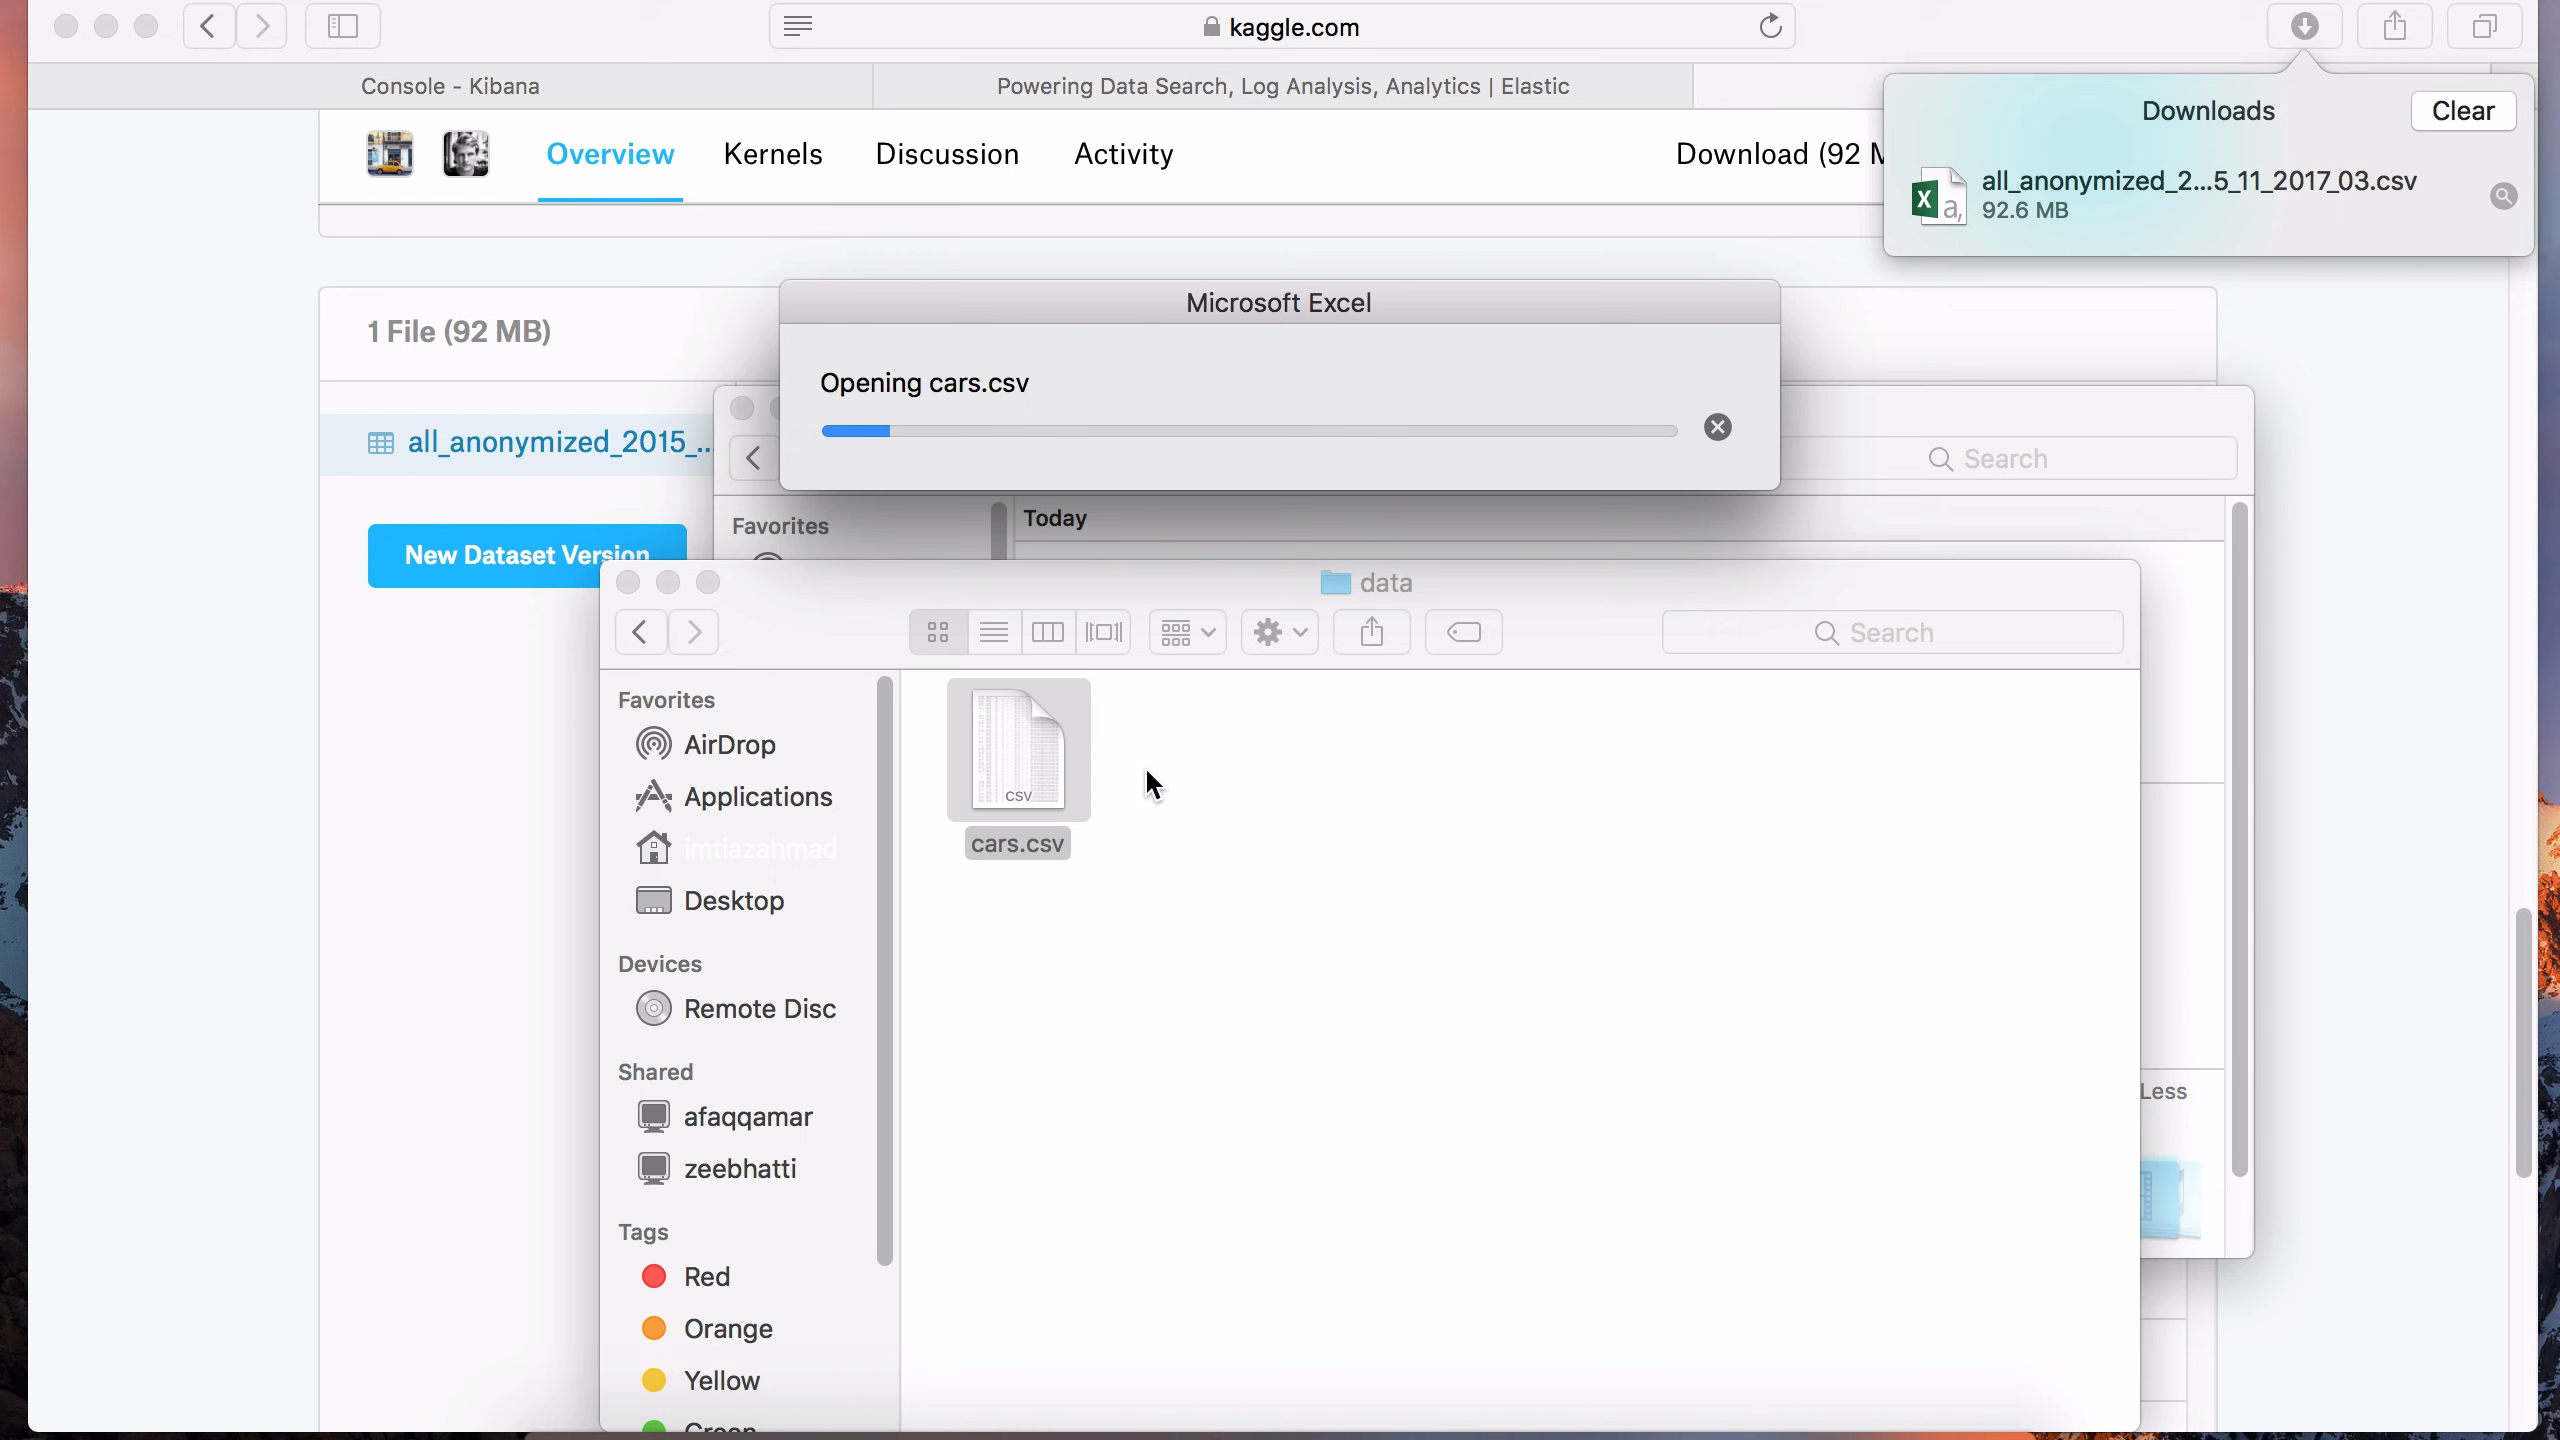 kaggle.com
Console - Kibana
Powering Data Search, Log Analysis, Analytics | Elastic
Downloads
Clear
all_anonymized_2...5_11_2017_03.csv
92.6 MB
Overview
Kernels
Discussion
Activity
Download (92 M
1 File (92 MB)
Microsoft Excel
Opening cars.csv
all_anonymized_2015_...
Search
New Dataset Version
Favorites
Today
data
Search
Favorites
AirDrop
Applications
imtiazahmad
Desktop
Devices
Remote Disc
Shared
afaqqamar
zeebhatti
Tags
Red
Orange
Yellow
Green
CSV
cars.csv
Less
X a,